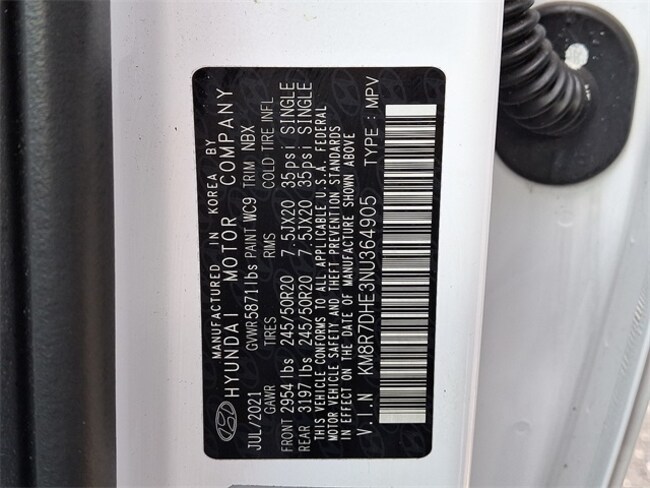 MANUFACTURED IN KOREA BY
HYUNDAI MOTOR COMPANY
JUL/2021 GVWR5871lbs PAINT WC9 TRIM NBX
GAWR TIRES RIMS COLD TIRE INFL
FRONT 2954 lbs 245/50R20 7.5JX20 35psi SINGLE
REAR 3197 lbs 245/50R20 7.5JX20 35psi SINGLE
THIS VEHICLE CONFORMS TO ALL APPLICABLE U.S.A. FEDERAL
MOTOR VEHICLE SAFETY AND THEFT PREVENTION STANDARDS
IN EFFECT ON THE DATE OF MANUFACTURE SHOWN ABOVE
V.I.N KM8R7DHE3NU364905 TYPE: MPV